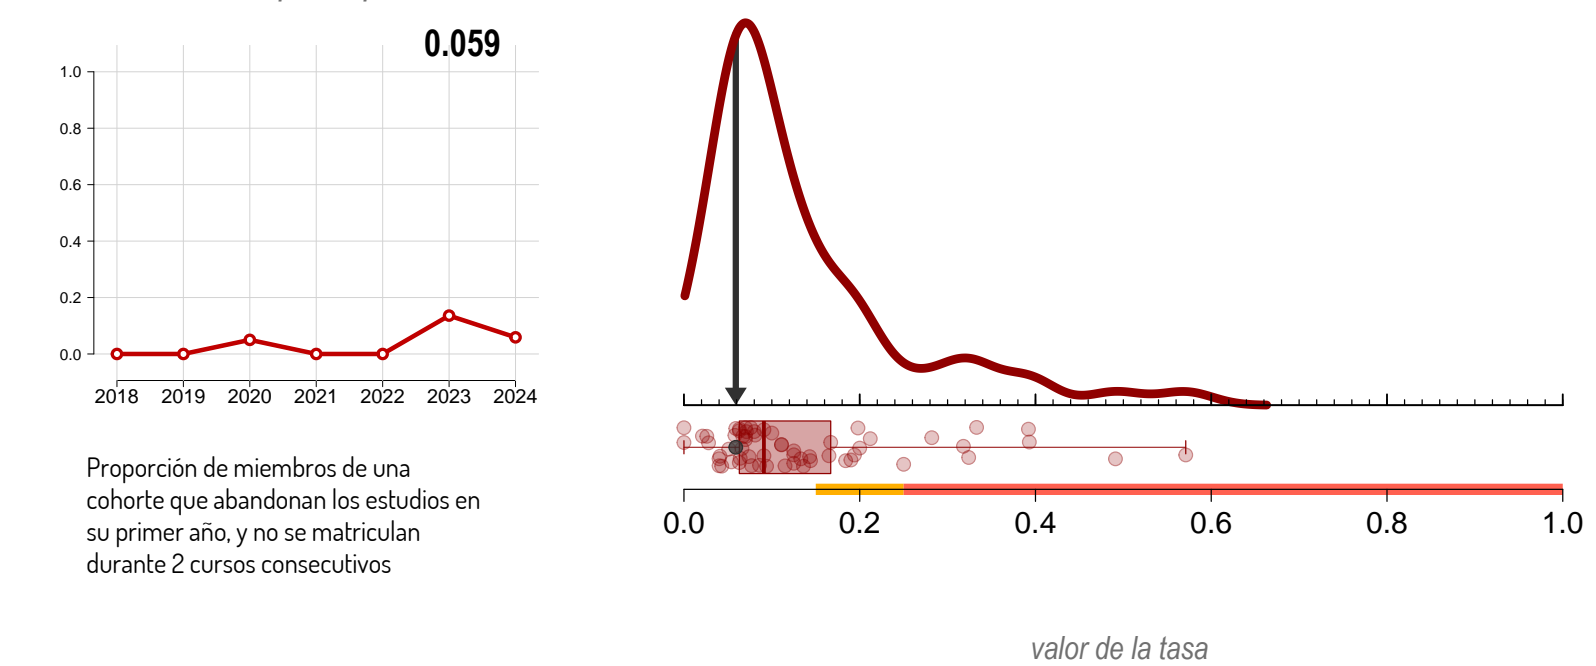 0.059
1.0
0.8
0.6
0.4
0.2
0.0
2018 2019 2020 2021 2022 2023 2024
Proporción de miembros de una
cohorte que abandonan los estudios en
su primer año, y no se matriculan
durante 2 cursos consecutivos
0.0 0.2 0.4 0.6 0.8 1.0
valor de la tasa